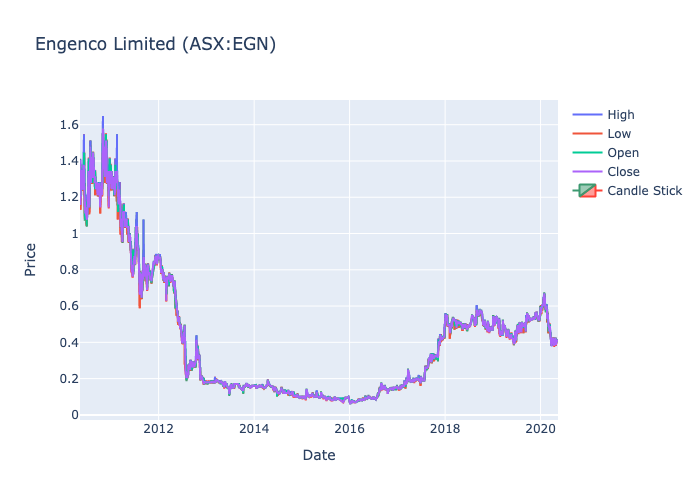 Engenco Limited (ASX:EGN)
High
Low
Open
Close
Candle Stick
1.6
1.4
1.2
1
0.8
0.6
0.4
0.2
0
Price
2012
2014
2016
2018
2020
Date